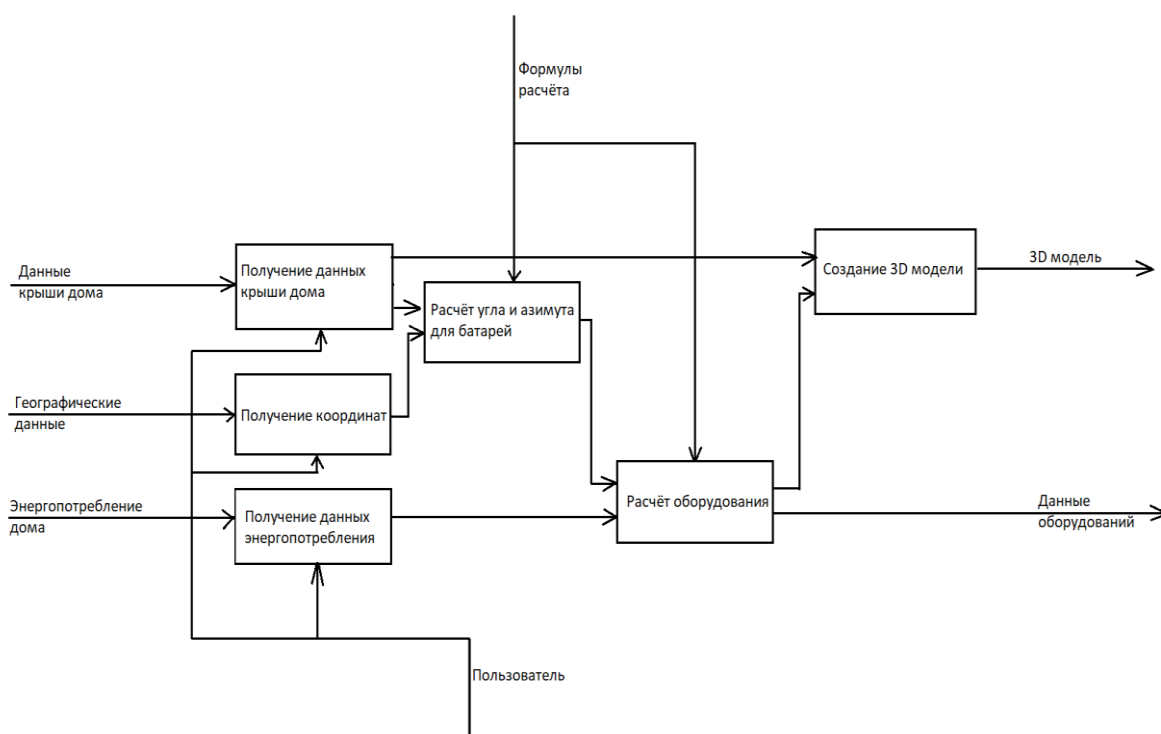 Формулы
расчёта
Данные
крыши дома
Получение данных
крыши дома
Создание 3D модели
3D модель
Расчёт угла и азимута
для батарей
Географические
данные
Получение координат
Энергопотребление
дома
Получение данных
энергопотребления
Расчёт оборудования
Данные
оборудований
Пользователь